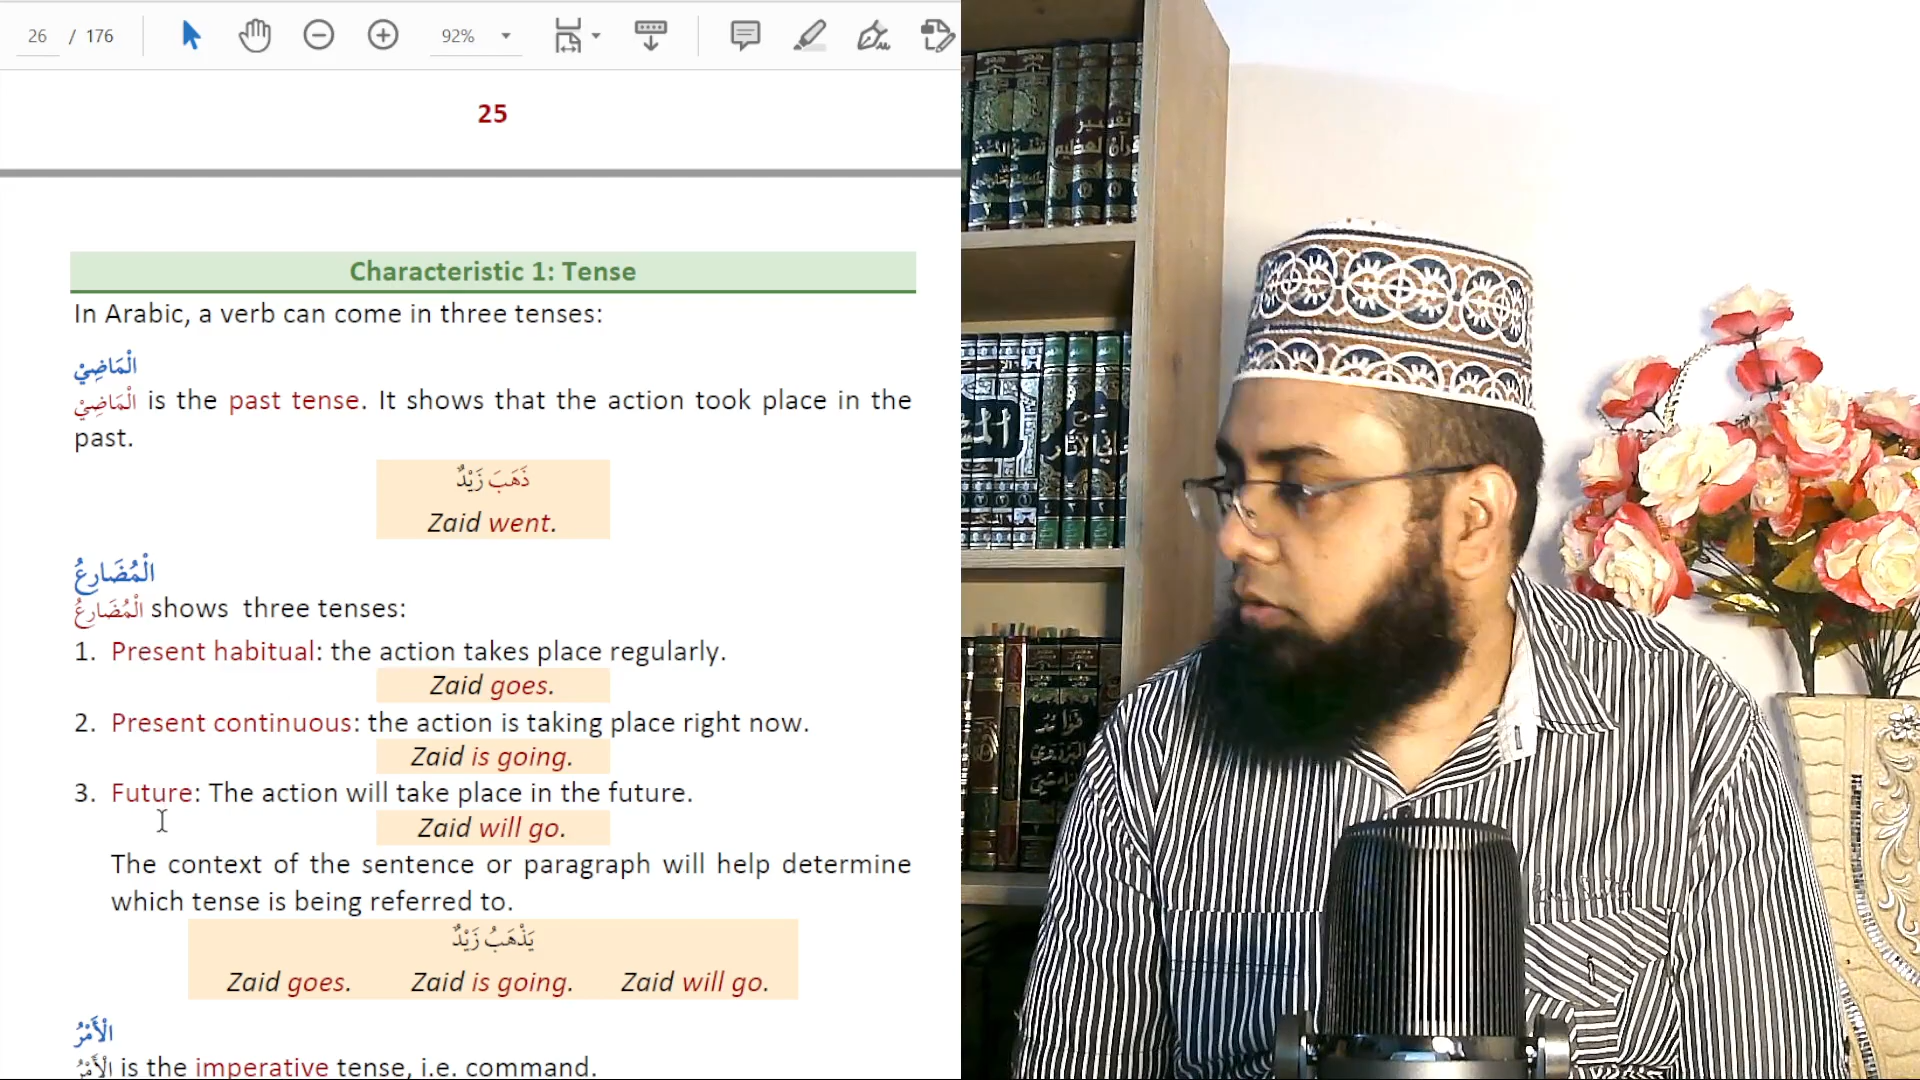 26 / 176
92%
25
Characteristic 1: Tense
In Arabic, a verb can come in three tenses:
الْمَاضِيْ
الْمَاضِيْ is the past tense. It shows that the action took place in the
past.
ذَهَبَ زَيْدٌ
Zaid went.
الْمُضَارِعُ
الْمُضَارِعُ shows three tenses:
1. Present habitual: the action takes place regularly.
Zaid goes.
2. Present continuous: the action is taking place right now.
Zaid is going.
3. Future: The action will take place in the future.
Zaid will go.
The context of the sentence or paragraph will help determine
which tense is being referred to.
يَذْهَبُ زَيْدٌ
Zaid goes. Zaid is going. Zaid will go.
الْأَمْرُ
الْأَمْرُ is the imperative tense, i.e. command.